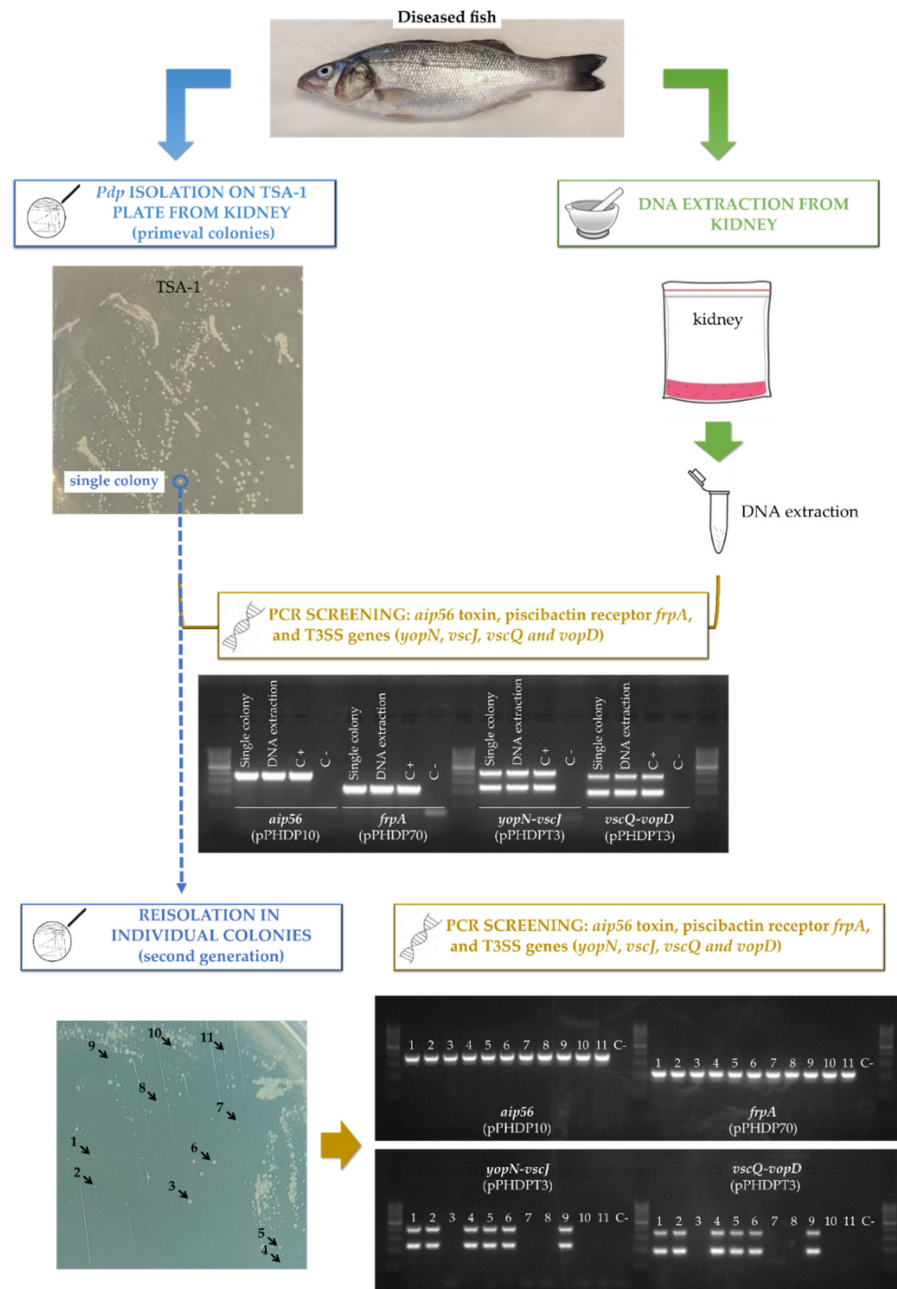 Diseased fish
Pdp ISOLATION ON TSA-1
PLATE FROM KIDNEY
(primeval colonies)
DNA EXTRACTION FROM
KIDNEY
TSA-1
single colony
kidney
DNA extraction
PCR SCREENING: aip56 toxin, piscibactin receptor frpA,
and T3SS genes (yopN, vscJ, vscQ and vopD)
Single colony
DNA extraction
C +
C -
Single colony
DNA extraction
C +
C -
Single colony
DNA extraction
C +
C -
Single colony
DNA extraction
C +
C -
aip56
(pPHDP10)
frpA
(pPHDP70)
yopN-vscJ
(pPHDPT3)
vscQ-vopD
(pPHDPT3)
REISOLATION IN
INDIVIDUAL COLONIES
(second generation)
PCR SCREENING: aip56 toxin, piscibactin receptor frpA,
and T3SS genes (yopN, vscJ, vscQ and vopD)
10
11
9
8
7
1
6
2
3
5
4
1 2 3 4 5 6 7 8 9 10 11 C-
aip56
(pPHDP10)
1 2 3 4 5 6 7 8 9 10 11 C-
frpA
(pPHDP70)
yopN-vscJ
(pPHDPT3)
1 2 3 4 5 6 7 8 9 10 11 C-
vscQ-vopD
(pPHDPT3)
1 2 3 4 5 6 7 8 9 10 11 C-